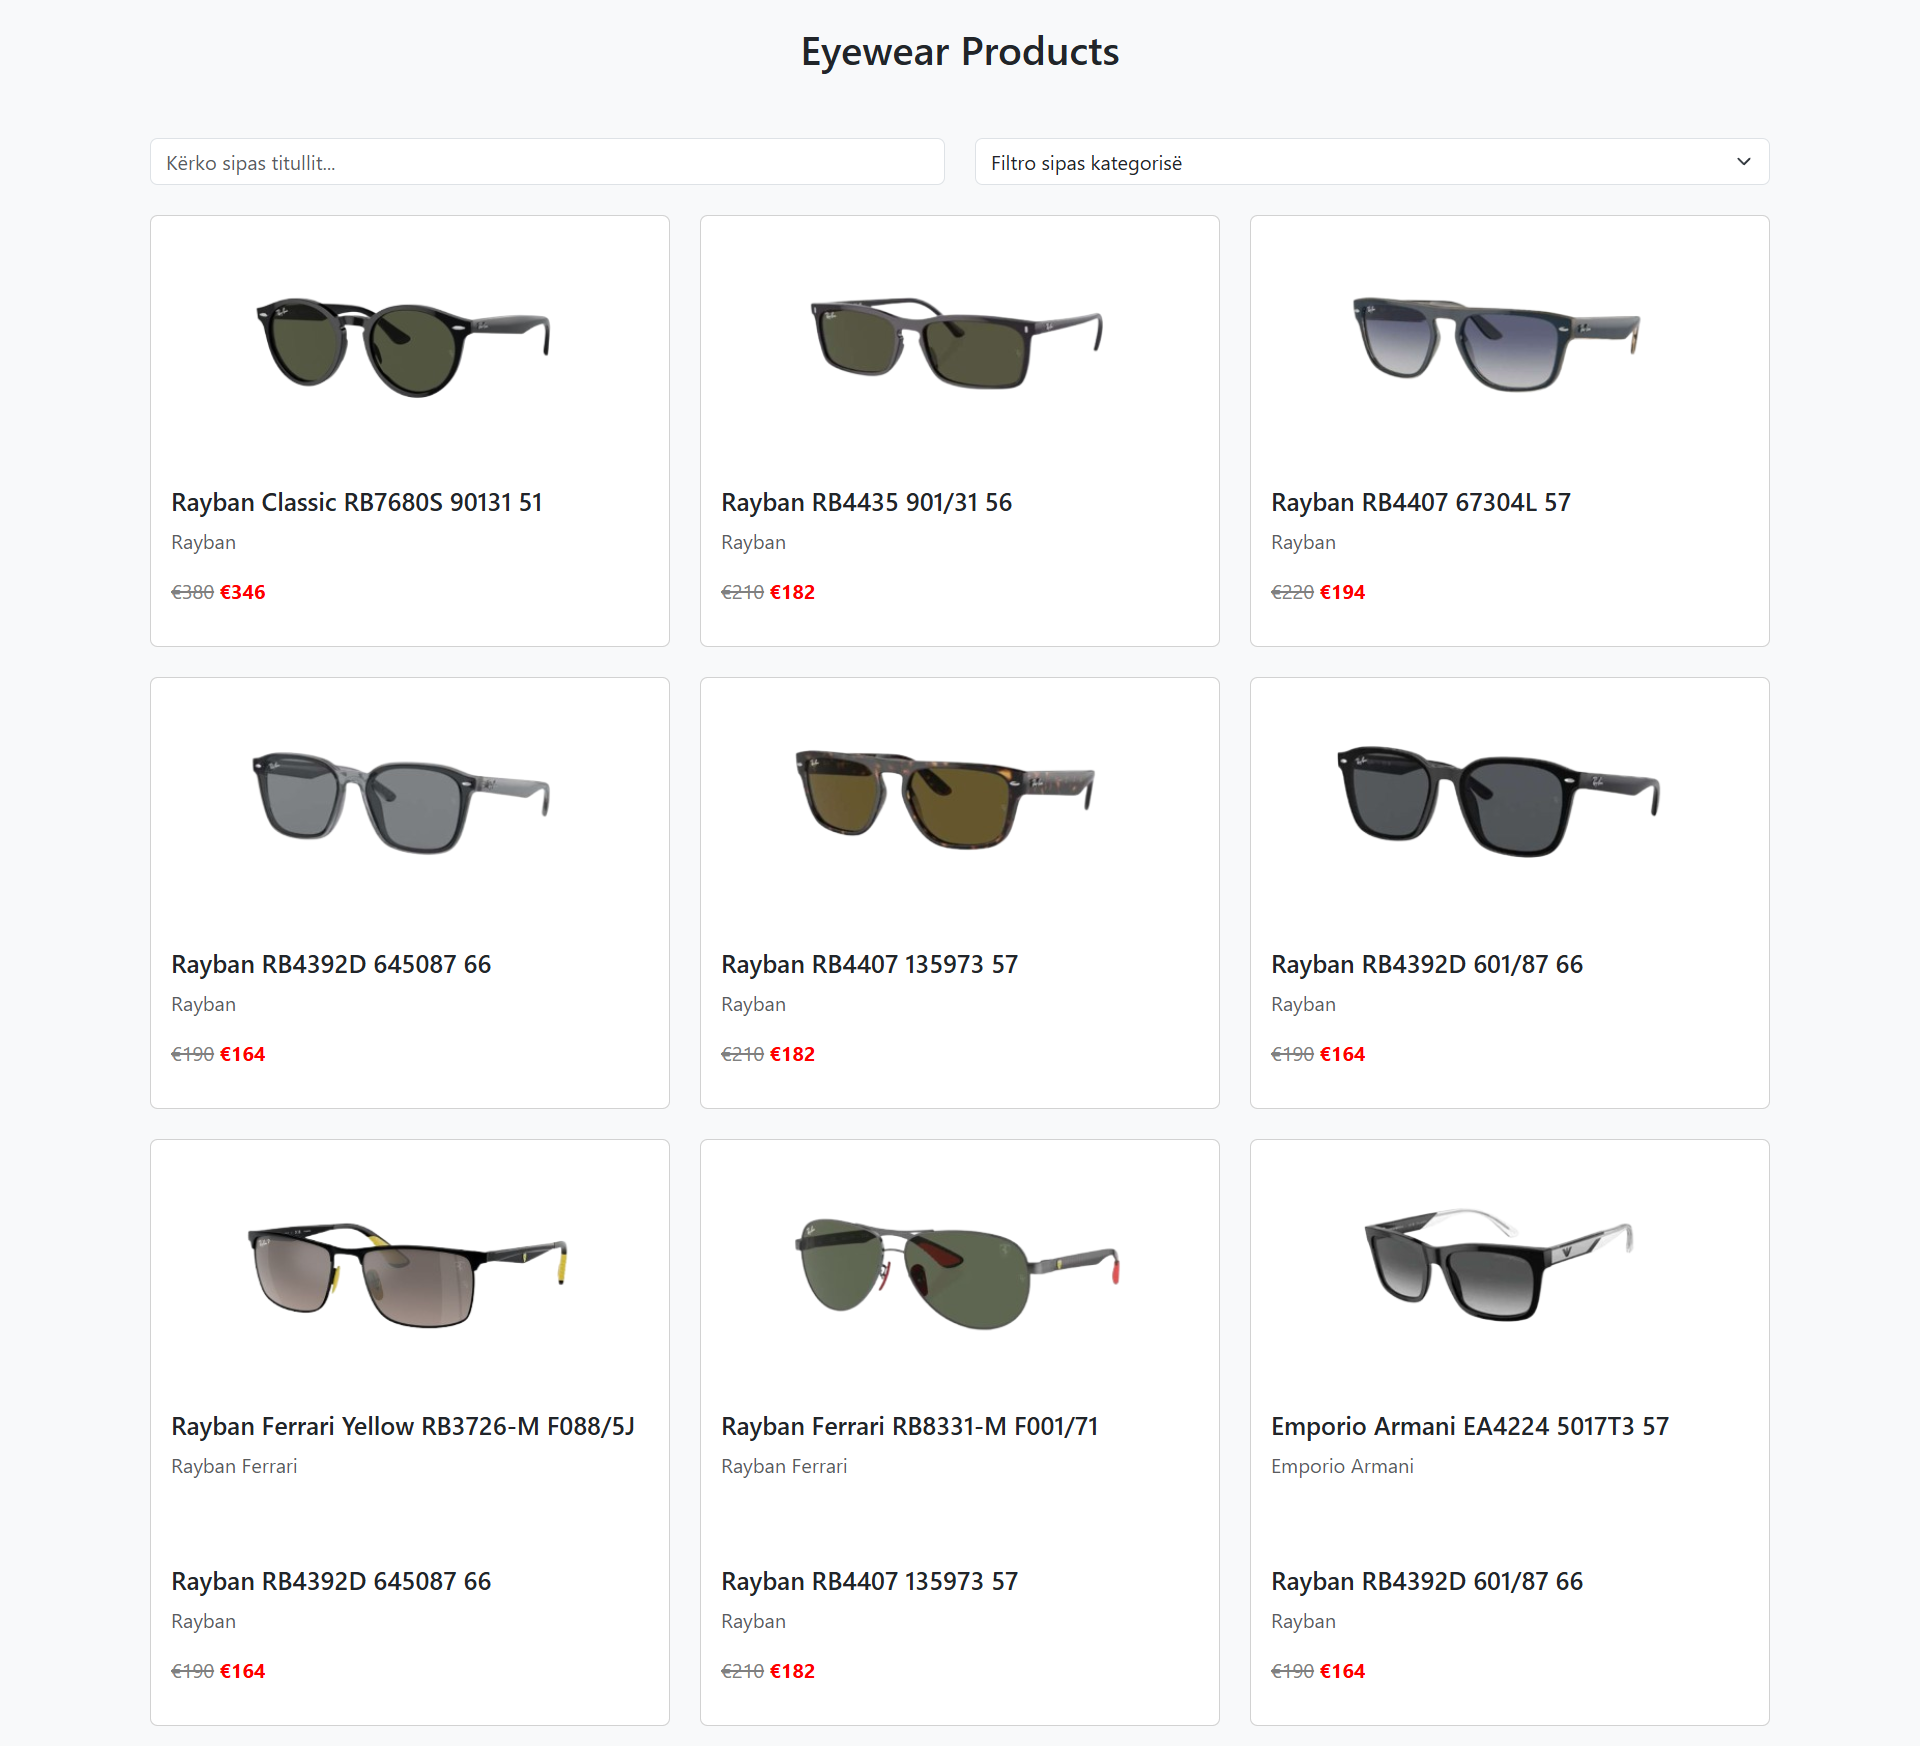 Eyewear Products
Kërko sipas titullit...
Filtro sipas kategorisë
Rayban Classic RB7680S 90131 51
Rayban
€380 €346
Rayban RB4435 901/31 56
Rayban
€210 €182
Rayban RB4407 67304L 57
Rayban
€220 €194
Rayban RB4392D 645087 66
Rayban
€190 €164
Rayban RB4407 135973 57
Rayban
€210 €182
Rayban RB4392D 601/87 66
Rayban
€190 €164
Rayban Ferrari Yellow RB3726-M F088/5J
Rayban Ferrari
Rayban RB4392D 645087 66
Rayban
€190 €164
Rayban Ferrari RB8331-M F001/71
Rayban Ferrari
Rayban RB4407 135973 57
Rayban
€210 €182
Emporio Armani EA4224 5017T3 57
Emporio Armani
Rayban RB4392D 601/87 66
Rayban
€190 €164